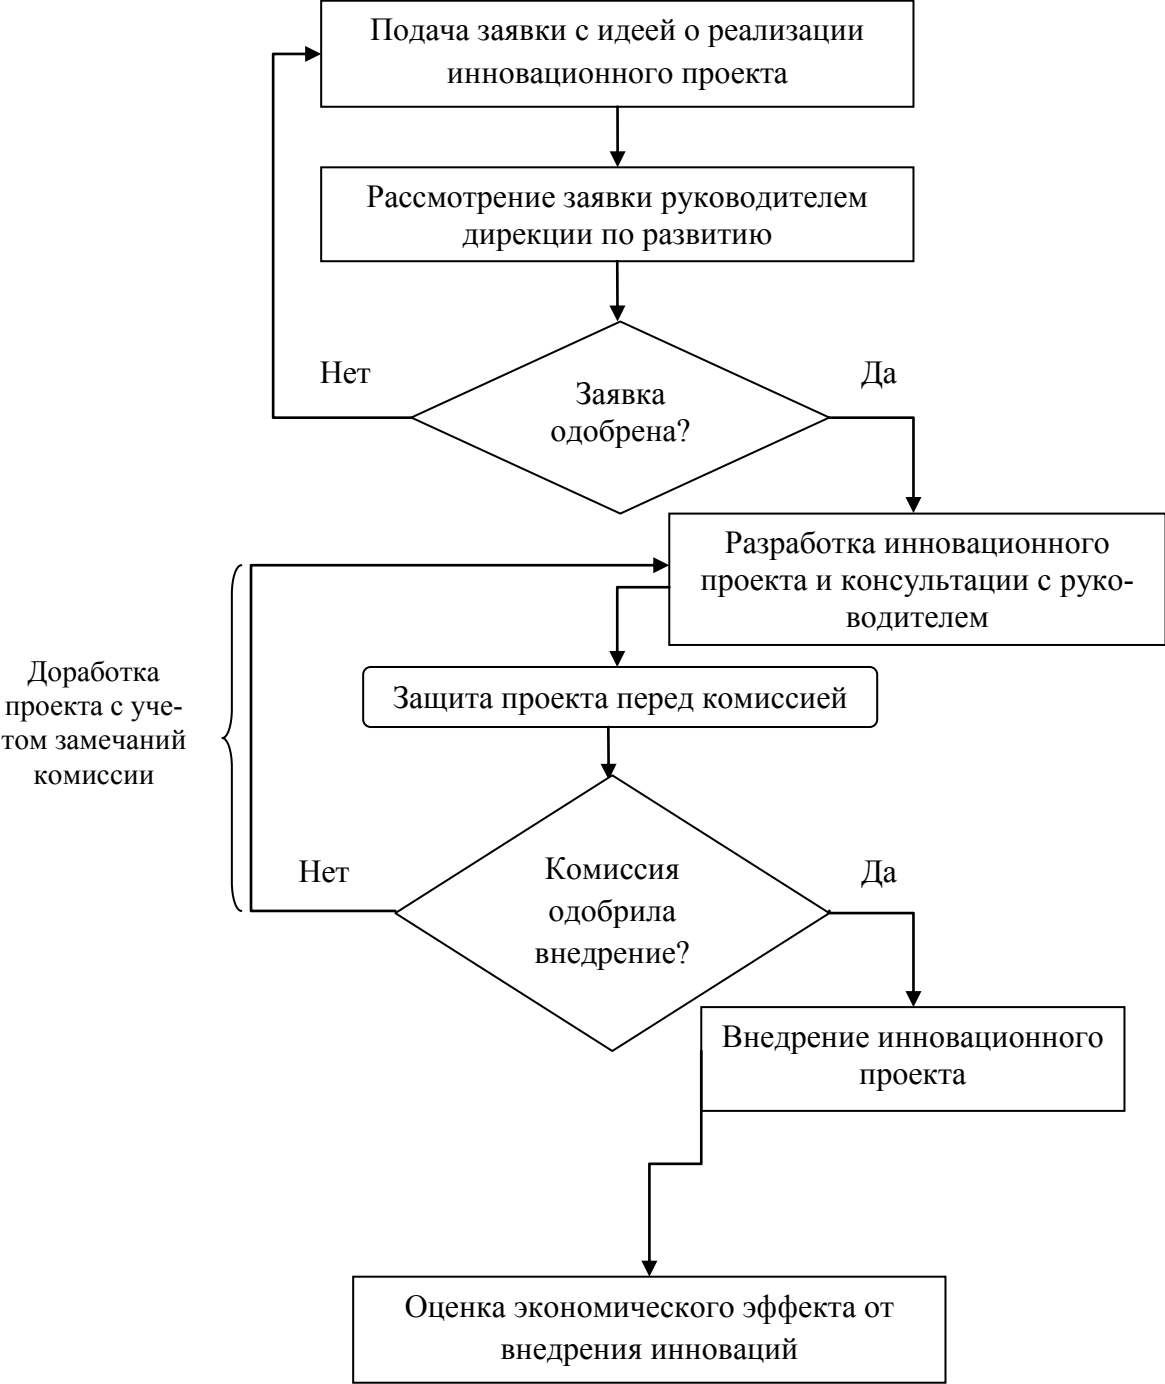 Подача заявки с идеей о реализации
инновационного проекта
Рассмотрение заявки руководителем
дирекции по развитию
Нет
Да
Заявка
одобрена?
Разработка инновационного
проекта и консультации с руко-
водителем
Доработка
проекта с уче-
том замечаний
комиссии
Защита проекта перед комиссией
Нет
Да
Комиссия
одобрила
внедрение?
Внедрение инновационного
проекта
Оценка экономического эффекта от
внедрения инноваций